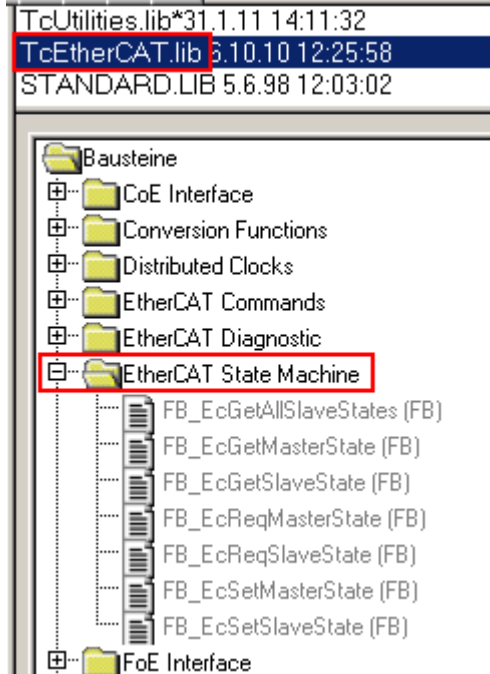 TcUtilities.lib*31.1.11 14:11:32
TcEtherCAT.lib 6.10.10 12:25:58
STANDARD.LIB 5.6.98 12:03:02
Bausteine
CoE Interface
Conversion Functions
Distributed Clocks
EtherCAT Commands
EtherCAT Diagnostic
EtherCAT State Machine
FB_EcGetAllSlaveStates (FB)
FB_EcGetMasterState (FB)
FB_EcGetSlaveState (FB)
FB_EcReqMasterState (FB)
FB_EcReqSlaveState (FB)
FB_EcSetMasterState (FB)
FB_EcSetSlaveState (FB)
FoE Interface